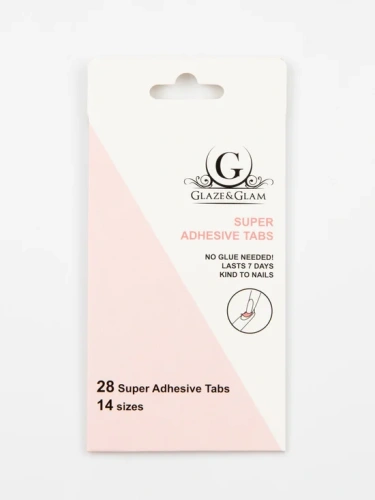 G
GLAZE&GLAM
SUPER
ADHESIVE TABS
NO GLUE NEEDED!
LASTS 7 DAYS
KIND TO NAILS
28 Super Adhesive Tabs
14 sizes